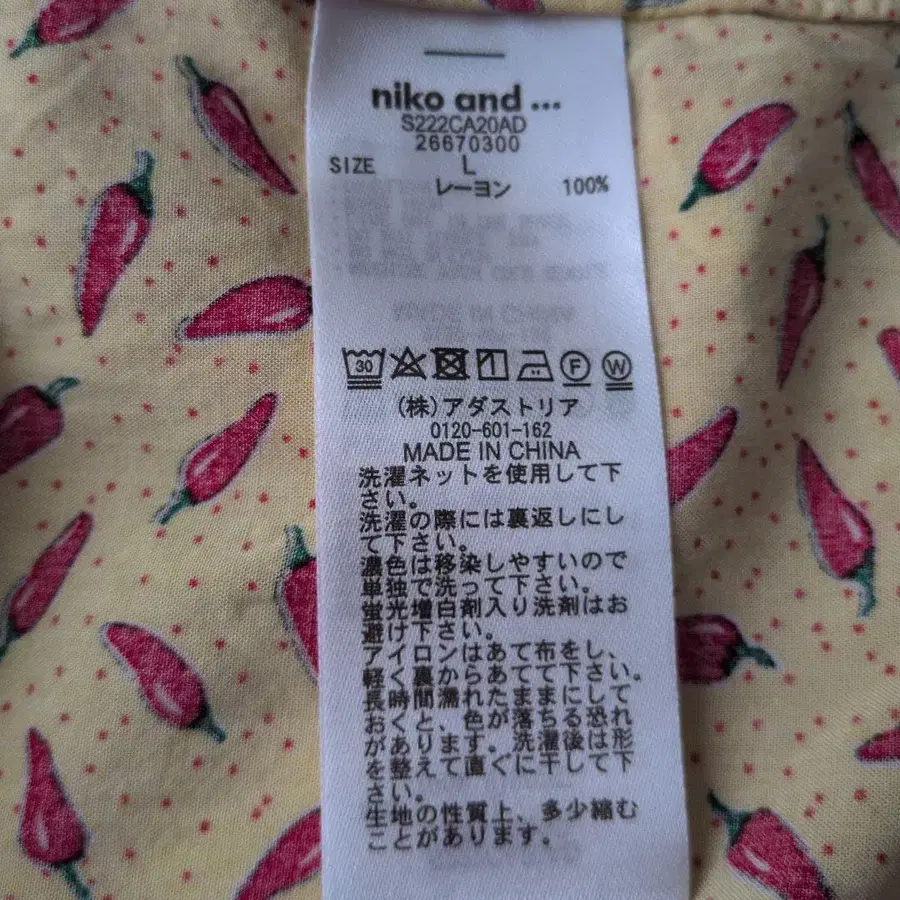 niko and ...
S222CA20AD
26670300
SIZE L
レーヨン 100%
30 F W
(株)アダストリア
0120-601-162
MADE IN CHINA
洗濯ネットを使用して下
さい。
洗濯の際には裏返しにし
て下さい。
濃色は移染しやすいので
単独で洗って下さい。
蛍光増白剤入り洗剤はお
避け下さい。
アイロンはあて布をし、
軽く裏からあてて下さい。
長時間濡れたままにして
おくと、色が落ちる恐れ
があります。洗濯後は形
を整えて直ぐに干して下
さい。
生地の性質上、多少縮む
ことがあります。